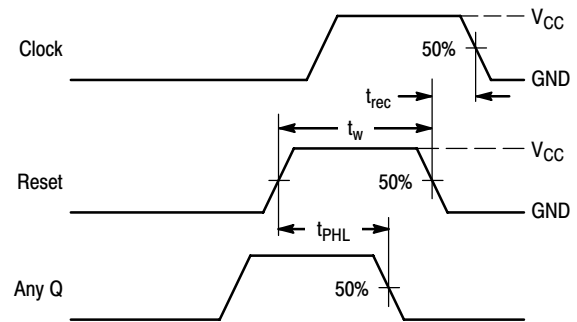 V_CC
Clock
50%
GND
t_rec
t_w
V_CC
Reset
50%
GND
t_PHL
Any Q
50%